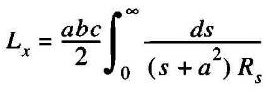 L_x = \frac{abc}{2} \int_0^\infty \frac{ds}{(s + a^2) R_s}